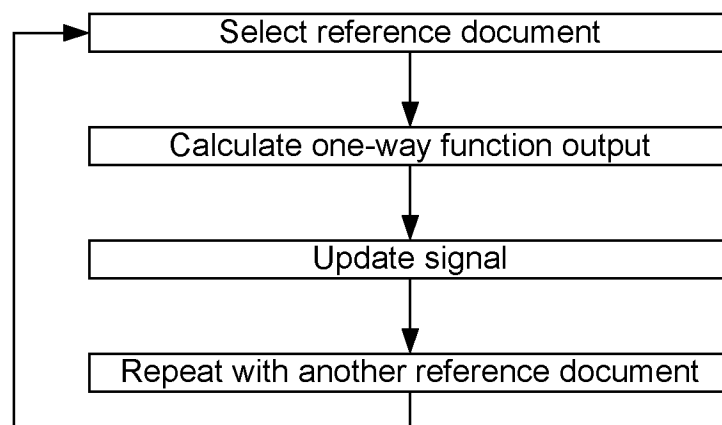 Select reference document
Calculate one-way function output
Update signal
Repeat with another reference document